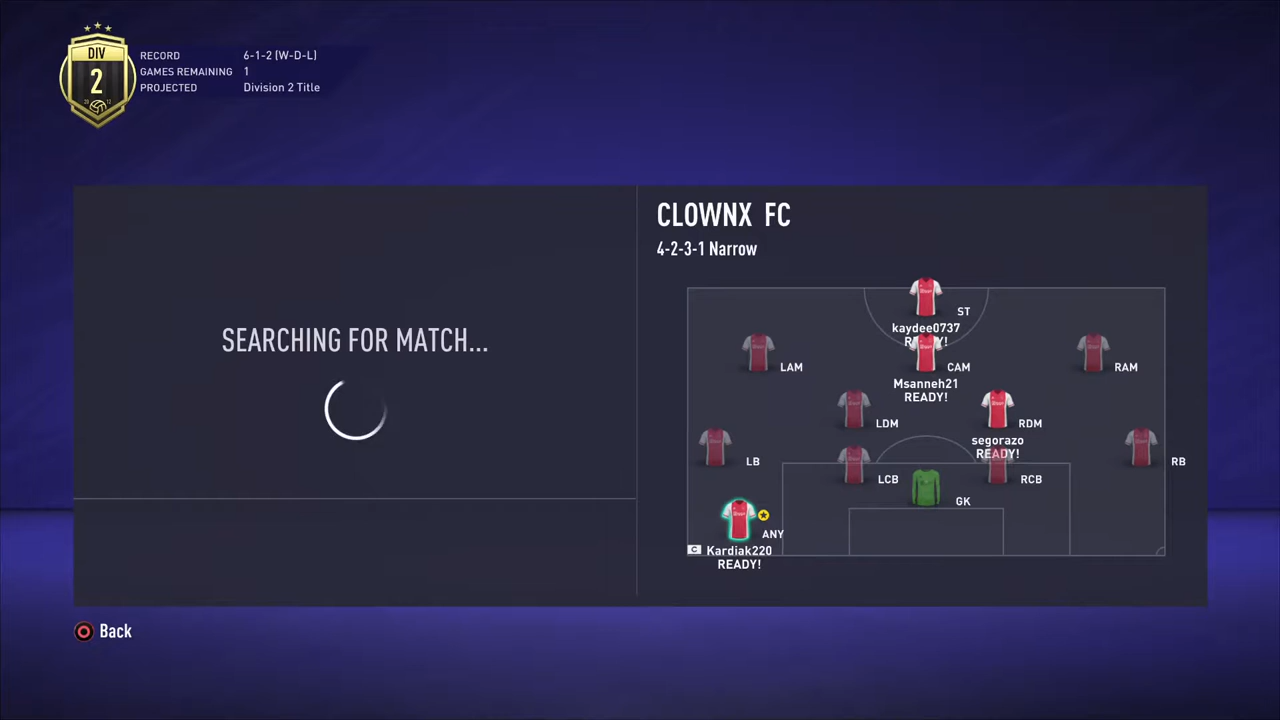 DIV
2
RECORD 6-1-2 (W-D-L)
GAMES REMAINING 1
PROJECTED Division 2 Title
SEARCHING FOR MATCH...
CLOWNX FC
4-2-3-1 Narrow
ST
kaydee0737
READY!
LAM
CAM
RAM
Msanneh21
READY!
LDM
RDM
segorazo
READY!
LB
RB
LCB
RCB
GK
ANY
C Kardiak220
READY!
Back